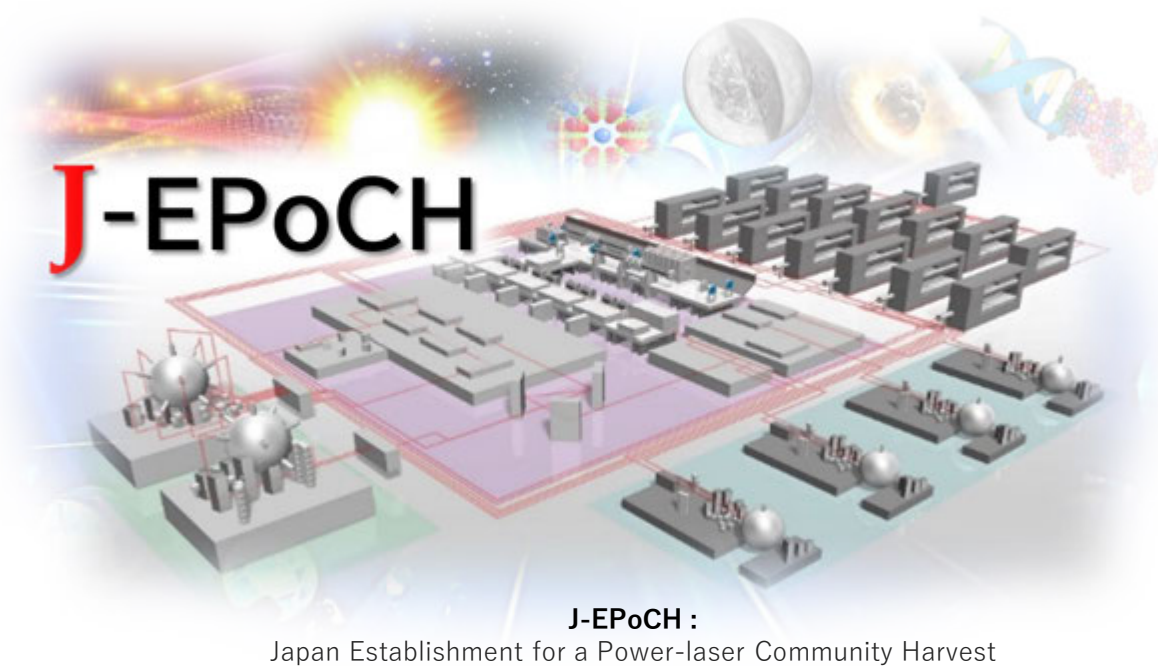 J-EPoCH
J-EPoCH :
Japan Establishment for a Power-laser Community Harvest